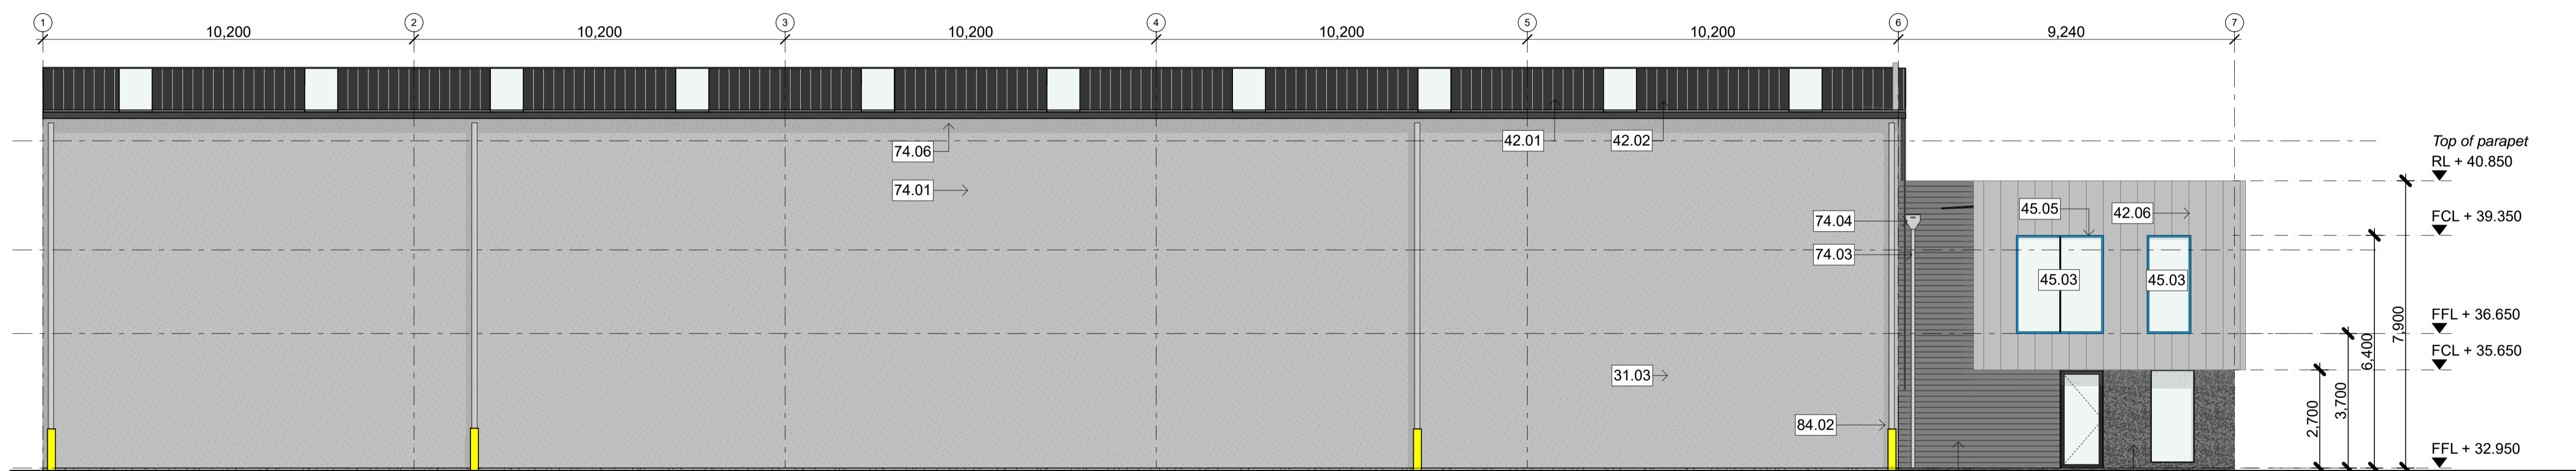 1 2 3 4 5 6 7
10,200 10,200 10,200 10,200 10,200 9,240
74.06
42.01 42.02
Top of parapet
RL + 40.850
74.01
74.04
45.05 42.06
FCL + 39.350
74.03
45.03 45.03
FFL + 36.650
FCL + 35.650
31.03
84.02
2,700 3,700 6,400 7,900
FFL + 32.950